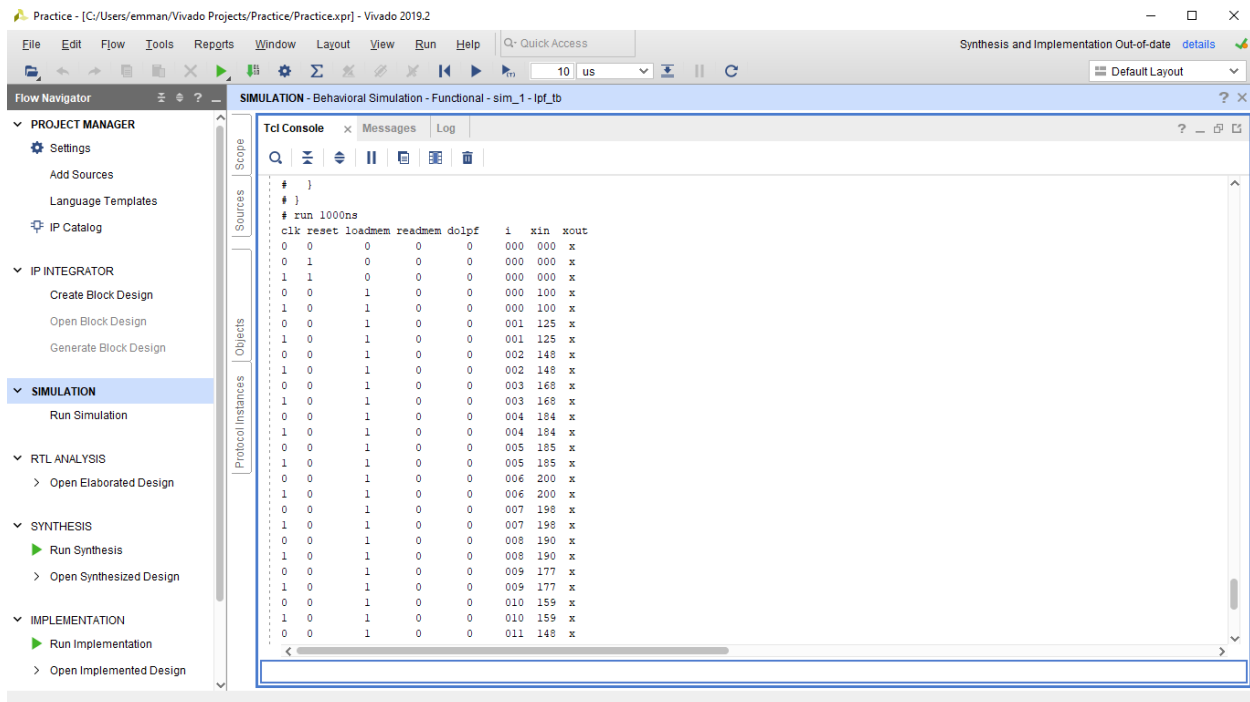 Practice - [C:/Users/emman/Vivado Projects/Practice/Practice.xpr] - Vivado 2019.2
File Edit Flow Tools Reports Window Layout View Run Help Q- Quick Access
Synthesis and Implementation Out-of-date details
10 us
Default Layout
Flow Navigator
PROJECT MANAGER
Settings
Add Sources
Language Templates
IP Catalog
IP INTEGRATOR
Create Block Design
Open Block Design
Generate Block Design
SIMULATION
Run Simulation
RTL ANALYSIS
Open Elaborated Design
SYNTHESIS
Run Synthesis
Open Synthesized Design
IMPLEMENTATION
Run Implementation
Open Implemented Design
SIMULATION - Behavioral Simulation - Functional - sim_1 - lpf_tb
Scope
Sources
Objects
Protocol Instances
Tcl Console Messages Log
# }
# }
# run 1000ns
clk reset loadmem readmem dolpf i xin xout
0 0 0 0 0 000 000 x
0 1 0 0 0 000 000 x
1 1 0 0 0 000 000 x
0 0 1 0 0 000 100 x
1 0 1 0 0 000 100 x
0 0 1 0 0 001 125 x
1 0 1 0 0 001 125 x
0 0 1 0 0 002 148 x
1 0 1 0 0 002 148 x
0 0 1 0 0 003 168 x
1 0 1 0 0 003 168 x
0 0 1 0 0 004 184 x
1 0 1 0 0 004 184 x
0 0 1 0 0 005 185 x
1 0 1 0 0 005 185 x
0 0 1 0 0 006 200 x
1 0 1 0 0 006 200 x
0 0 1 0 0 007 198 x
1 0 1 0 0 007 198 x
0 0 1 0 0 008 190 x
1 0 1 0 0 008 190 x
0 0 1 0 0 009 177 x
1 0 1 0 0 009 177 x
0 0 1 0 0 010 159 x
1 0 1 0 0 010 159 x
0 0 1 0 0 011 148 x